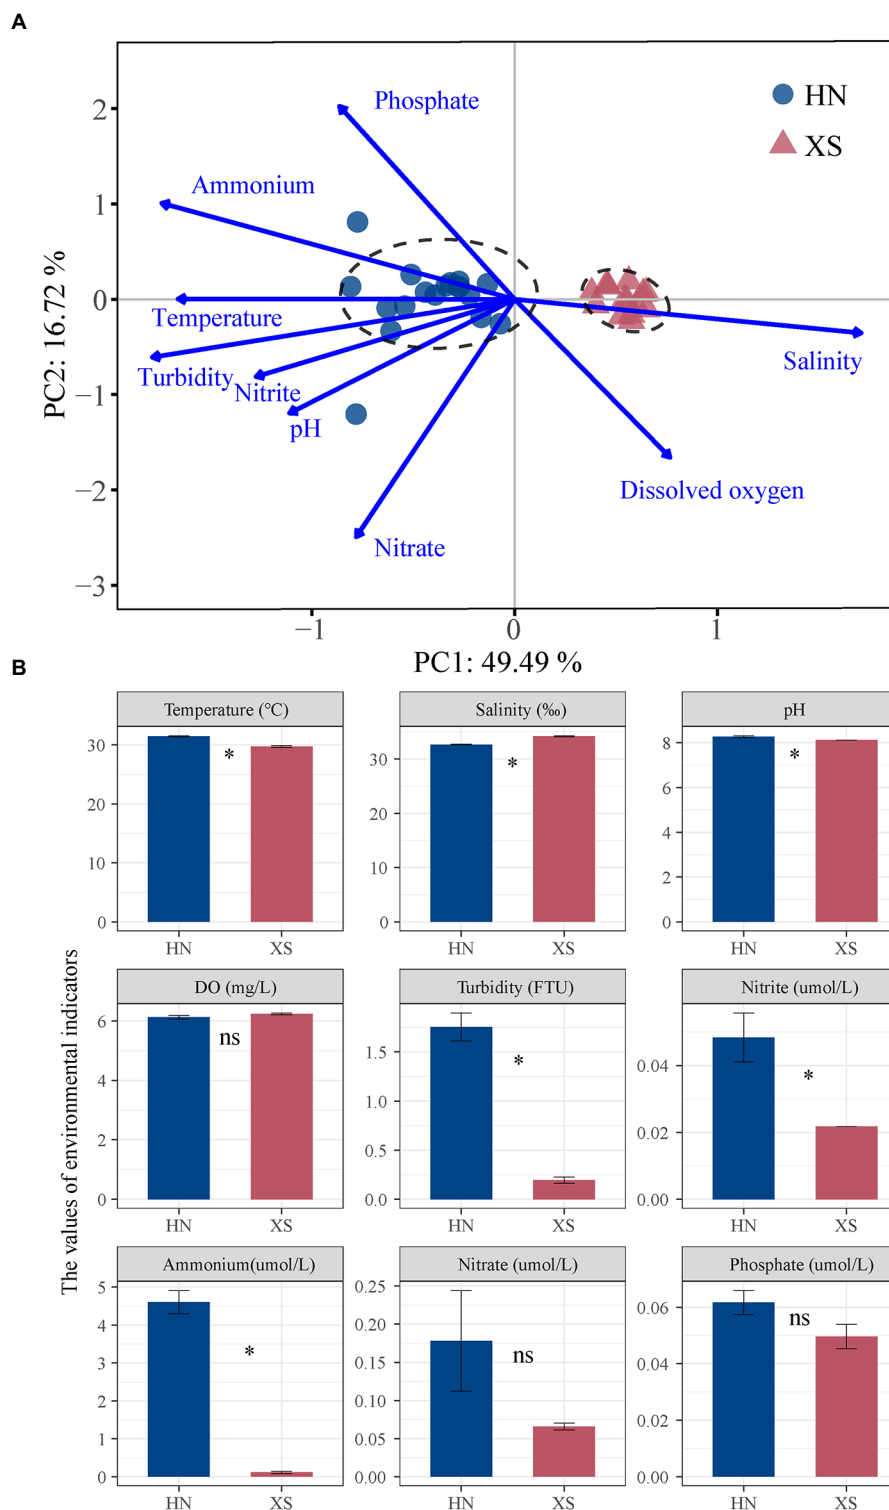 A
Phosphate
HN
XS
Ammonium
Temperature
Turbidity
Nitrite
pH
Nitrate
Salinity
Dissolved oxygen
2
1
0
−1
−2
−3
PC2: 16.72 %
−1
0
1
PC1: 49.49 %
B
The values of environmental indicators
Temperature (°C)
30
20
10
0
*
HN
XS
Salinity (‰)
30
20
10
0
*
HN
XS
pH
8
6
4
2
0
*
HN
XS
DO (mg/L)
6
4
2
0
ns
HN
XS
Turbidity (FTU)
1.5
1.0
0.5
0.0
*
HN
XS
Nitrite (umol/L)
0.04
0.02
0.00
*
HN
XS
Ammonium(umol/L)
5
4
3
2
1
0
*
HN
XS
Nitrate (umol/L)
0.25
0.20
0.15
0.10
0.05
0.00
ns
HN
XS
Phosphate (umol/L)
0.06
0.04
0.02
0.00
ns
HN
XS